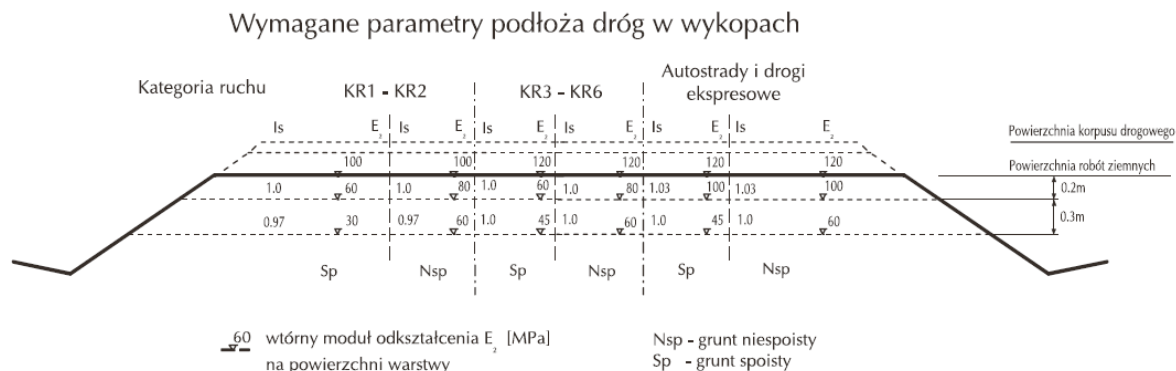 Wymagane parametry podłoża dróg w wykopach
Kategoria ruchu KR1 - KR2 KR3 - KR6 Autostrady i drogi
ekspresowe
Is E₂ Is E₂ Is E₂ Is E₂ Is E₂ Is E₂
Powierzchnia korpusu drogowego
100 100 120 120 120 120
Powierzchnia robót ziemnych
1.0 60 1.0 80 1.0 60 1.0 80 1.03 100 1.03 100 0.2m
0.97 30 0.97 60 1.0 45 1.0 60 1.0 45 1.0 60 0.3m
Sp Nsp Sp Nsp Sp Nsp
60 wtórny moduł odkształcenia E₂ [MPa]
na powierzchni warstwy
Nsp - grunt niespoisty
Sp - grunt spoisty